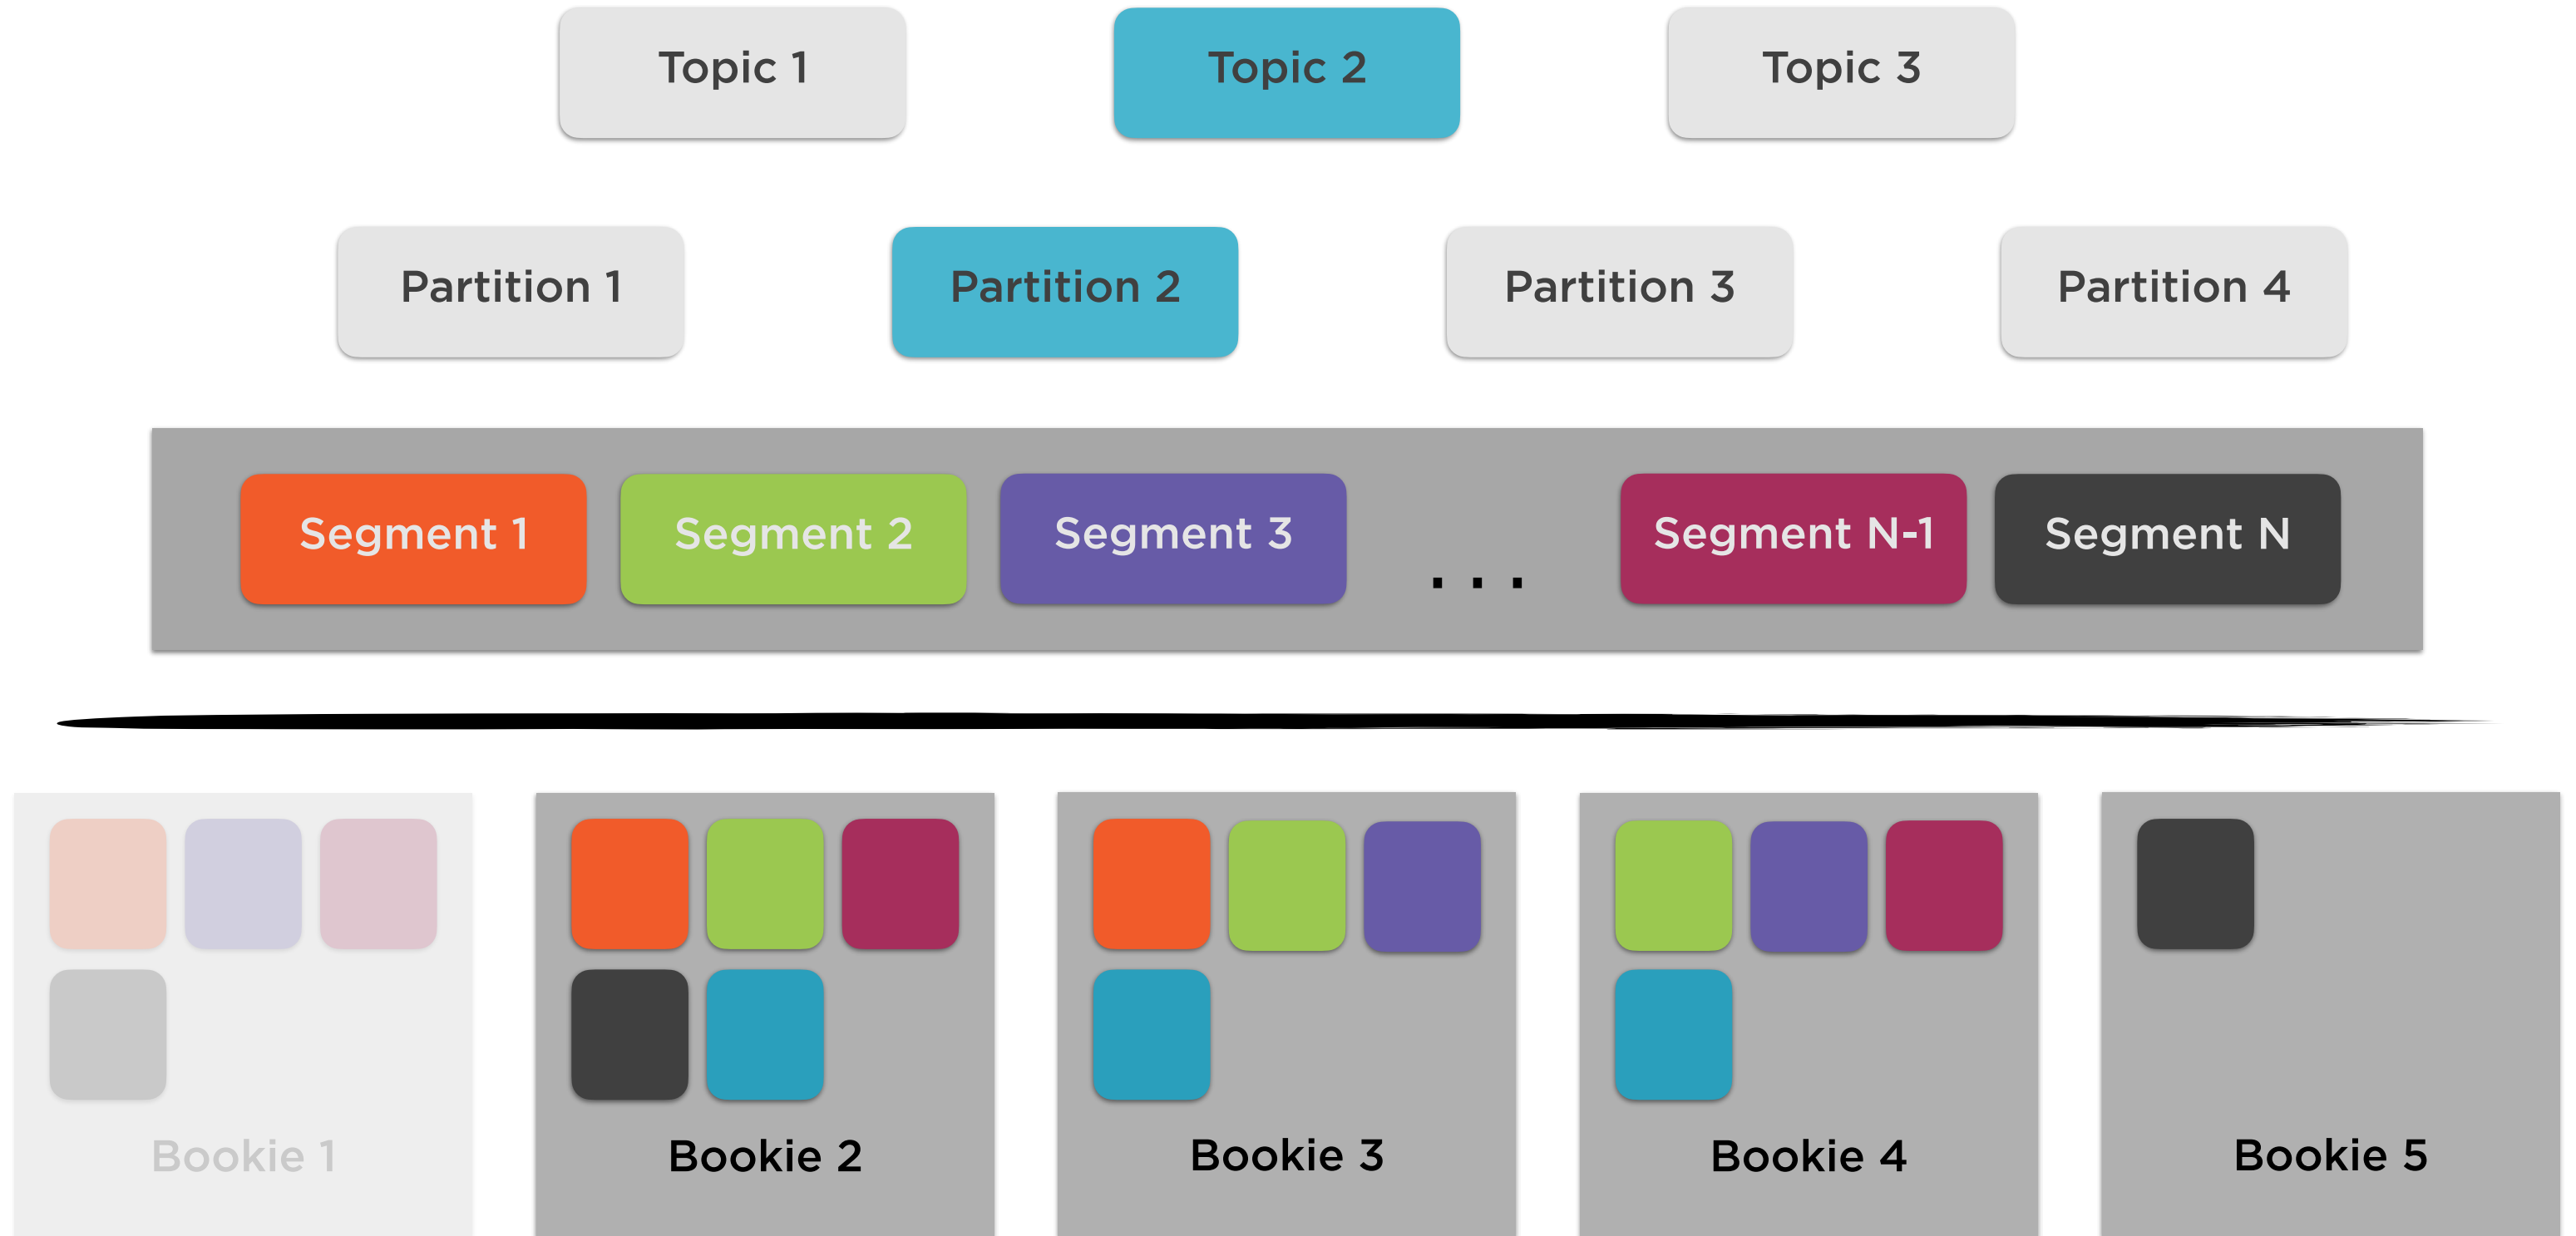 Topic 1
Topic 2
Topic 3
Partition 1
Partition 2
Partition 3
Partition 4
Segment 1
Segment 2
Segment 3
. . .
Segment N-1
Segment N
Bookie 1
Bookie 2
Bookie 3
Bookie 4
Bookie 5